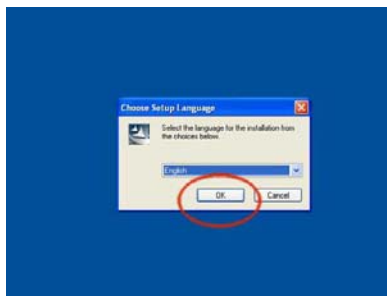 Choose Setup Language
Select the language for the installation from
the choices below.
English
OK
Cancel